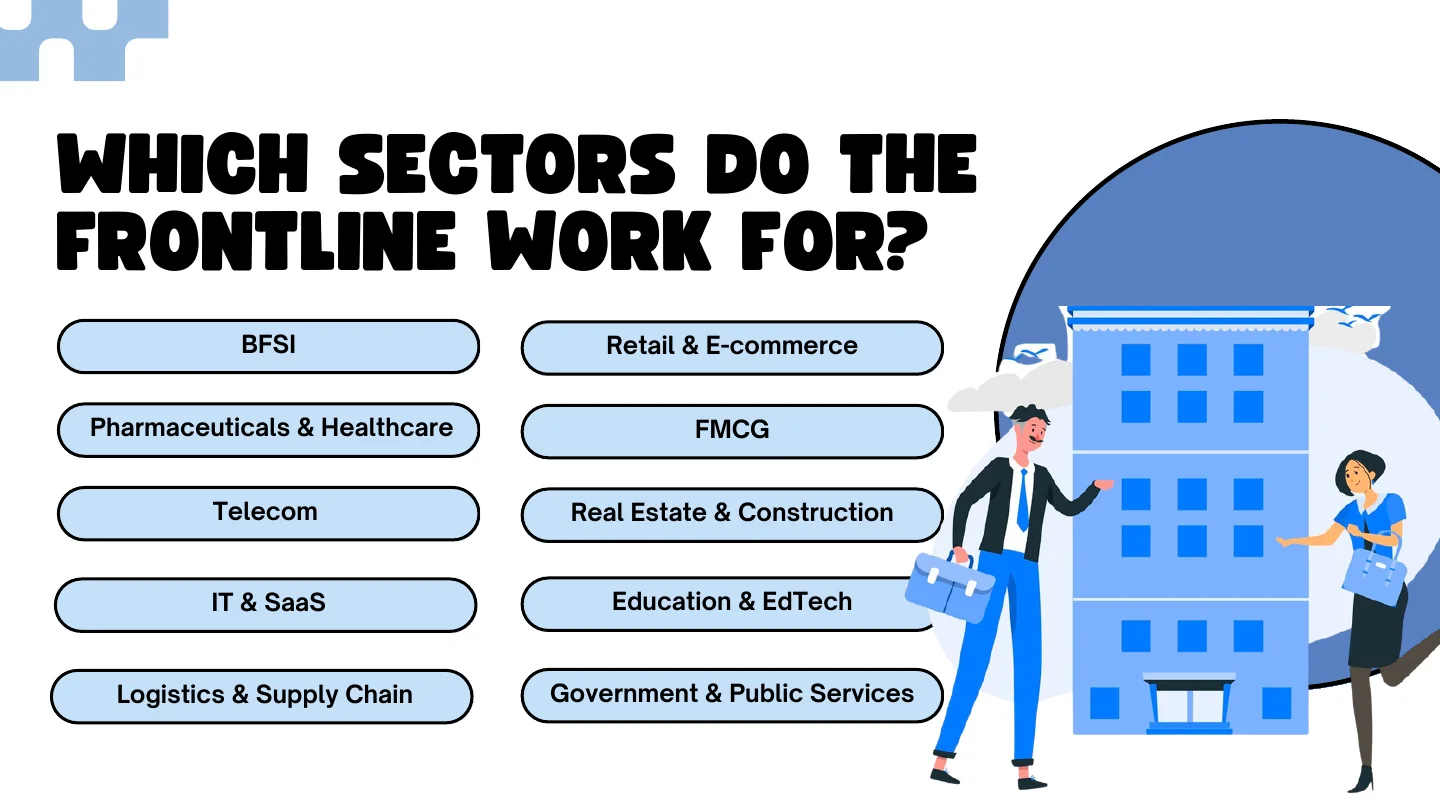 WHICH SECTORS DO THE
FRONTLINE WORK FOR?
BFSI
Retail & E-commerce
Pharmaceuticals & Healthcare
FMCG
Telecom
Real Estate & Construction
IT & SaaS
Education & EdTech
Logistics & Supply Chain
Government & Public Services